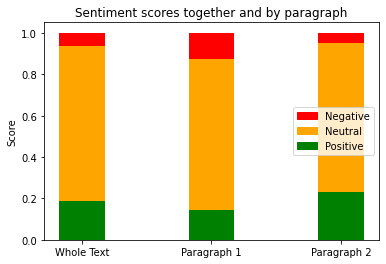 Sentiment scores together and by paragraph
1.0
0.8
0.6
0.4
0.2
0.0
Score
Negative
Neutral
Positive
Whole Text
Paragraph 1
Paragraph 2